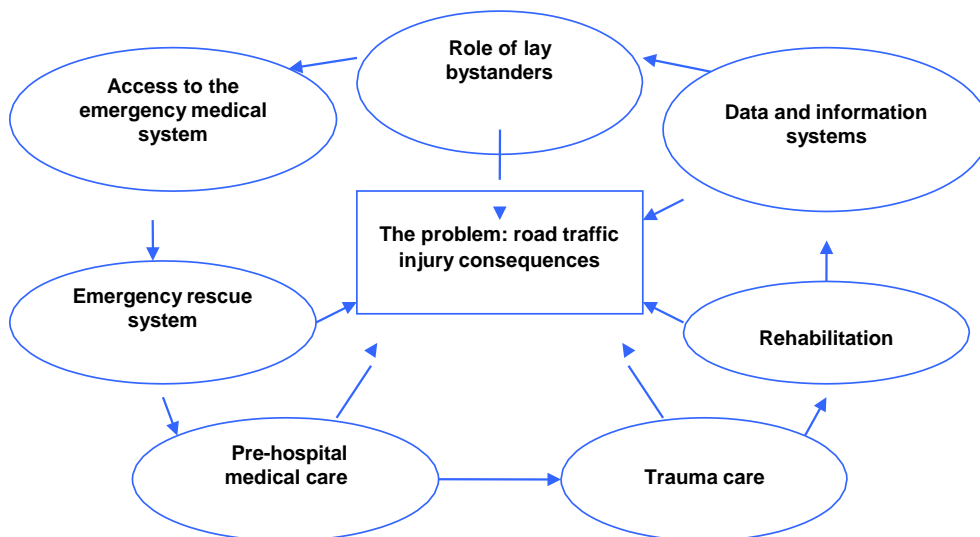 Role of lay
bystanders
Access to the
emergency medical
system
Data and information
systems
The problem: road traffic
injury consequences
Emergency rescue
system
Rehabilitation
Pre-hospital
medical care
Trauma care